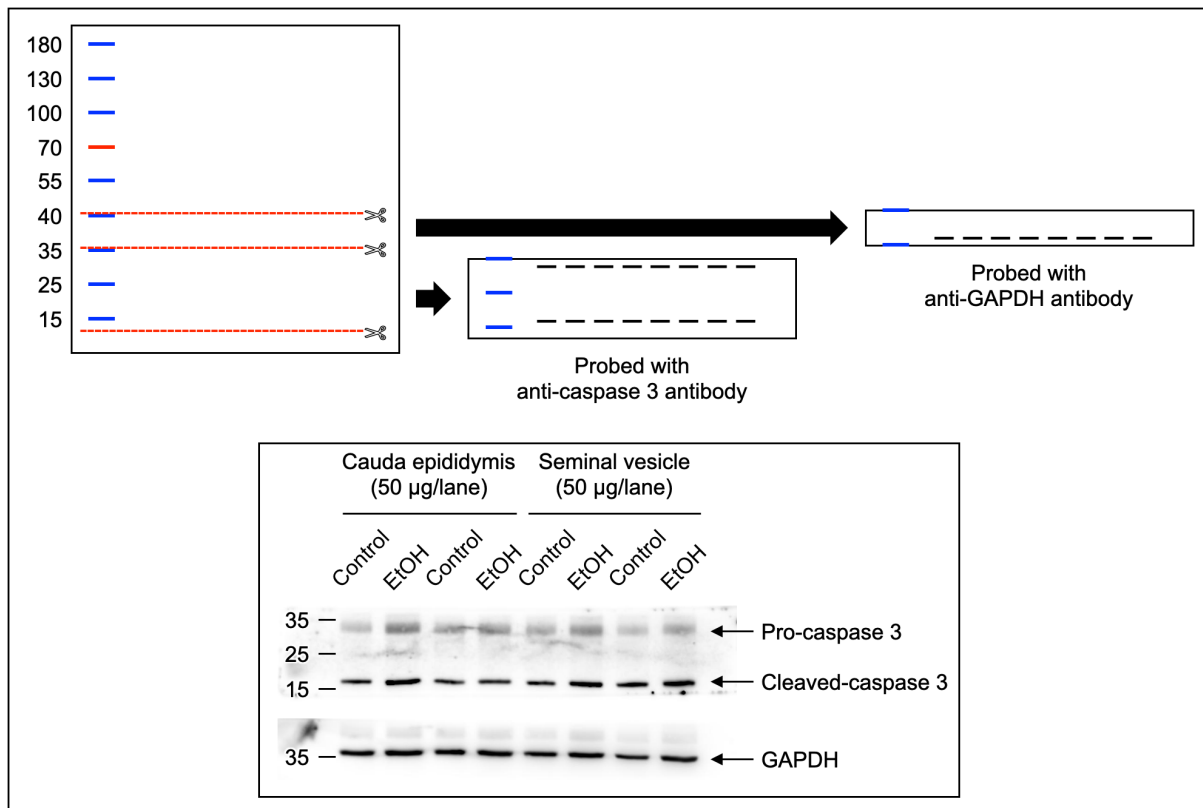 180
130
100
70
55
40
35
25
15
Probed with
anti-GAPDH antibody
Probed with
anti-caspase 3 antibody
Cauda epididymis
(50 µg/lane)
Seminal vesicle
(50 µg/lane)
Control
EtOH
Control
EtOH
Control
EtOH
Control
EtOH
35
Pro-caspase 3
25
Cleaved-caspase 3
15
35
GAPDH